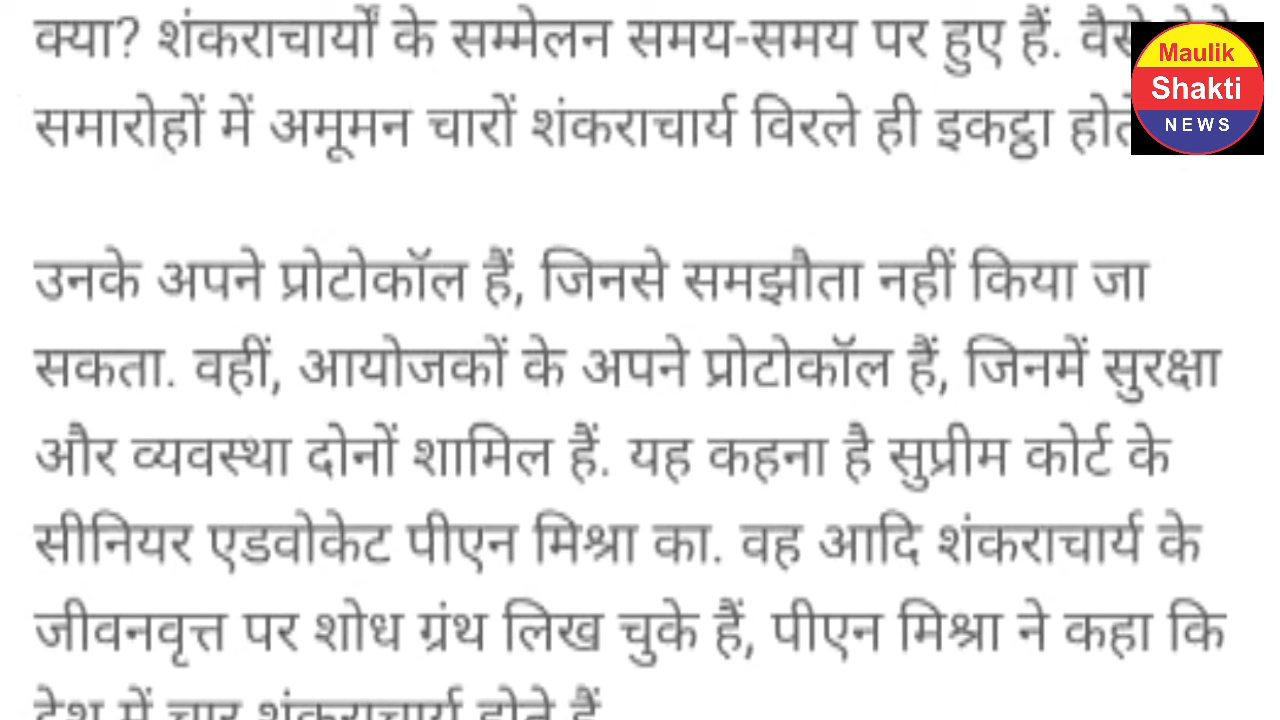 क्या? शंकराचार्यों के सम्मेलन समय-समय पर हुए हैं.
समारोहों में अमूमन चारों शंकराचार्य विरले ही इकट्ठा
Maulik
Shakti
NEWS
उनके अपने प्रोटोकॉल हैं, जिनसे समझौता नहीं किया जा
सकता. वहीं, आयोजकों के अपने प्रोटोकॉल हैं, जिनमें सुरक्षा
और व्यवस्था दोनों शामिल हैं. यह कहना है सुप्रीम कोर्ट के
सीनियर एडवोकेट पीएन मिश्रा का. वह आदि शंकराचार्य के
जीवनवृत्त पर शोध ग्रंथ लिख चुके हैं, पीएन मिश्रा ने कहा कि
देश में चार शंकराचार्य होते हैं